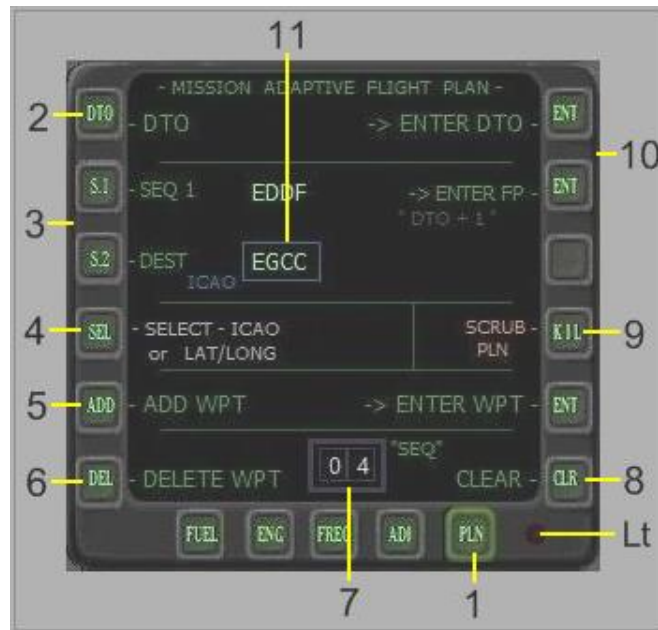 11
- MISSION ADAPTIVE FLIGHT PLAN -
2 DTO - DTO -> ENTER DTO - ENT
10
S.1 - SEQ 1 EDDF -> ENTER FP - ENT
" DTO + 1 "
3
S.2 - DEST EGCC
ICAO
4 SEL - SELECT - ICAO SCRUB - KIL 9
or LAT/LONG PLN
5 ADD - ADD WPT -> ENTER WPT - ENT
"SEQ"
6 DEL - DELETE WPT 0 4 CLEAR - CLR 8
FUEL ENG FREQ ADI PLN Lt
7 1